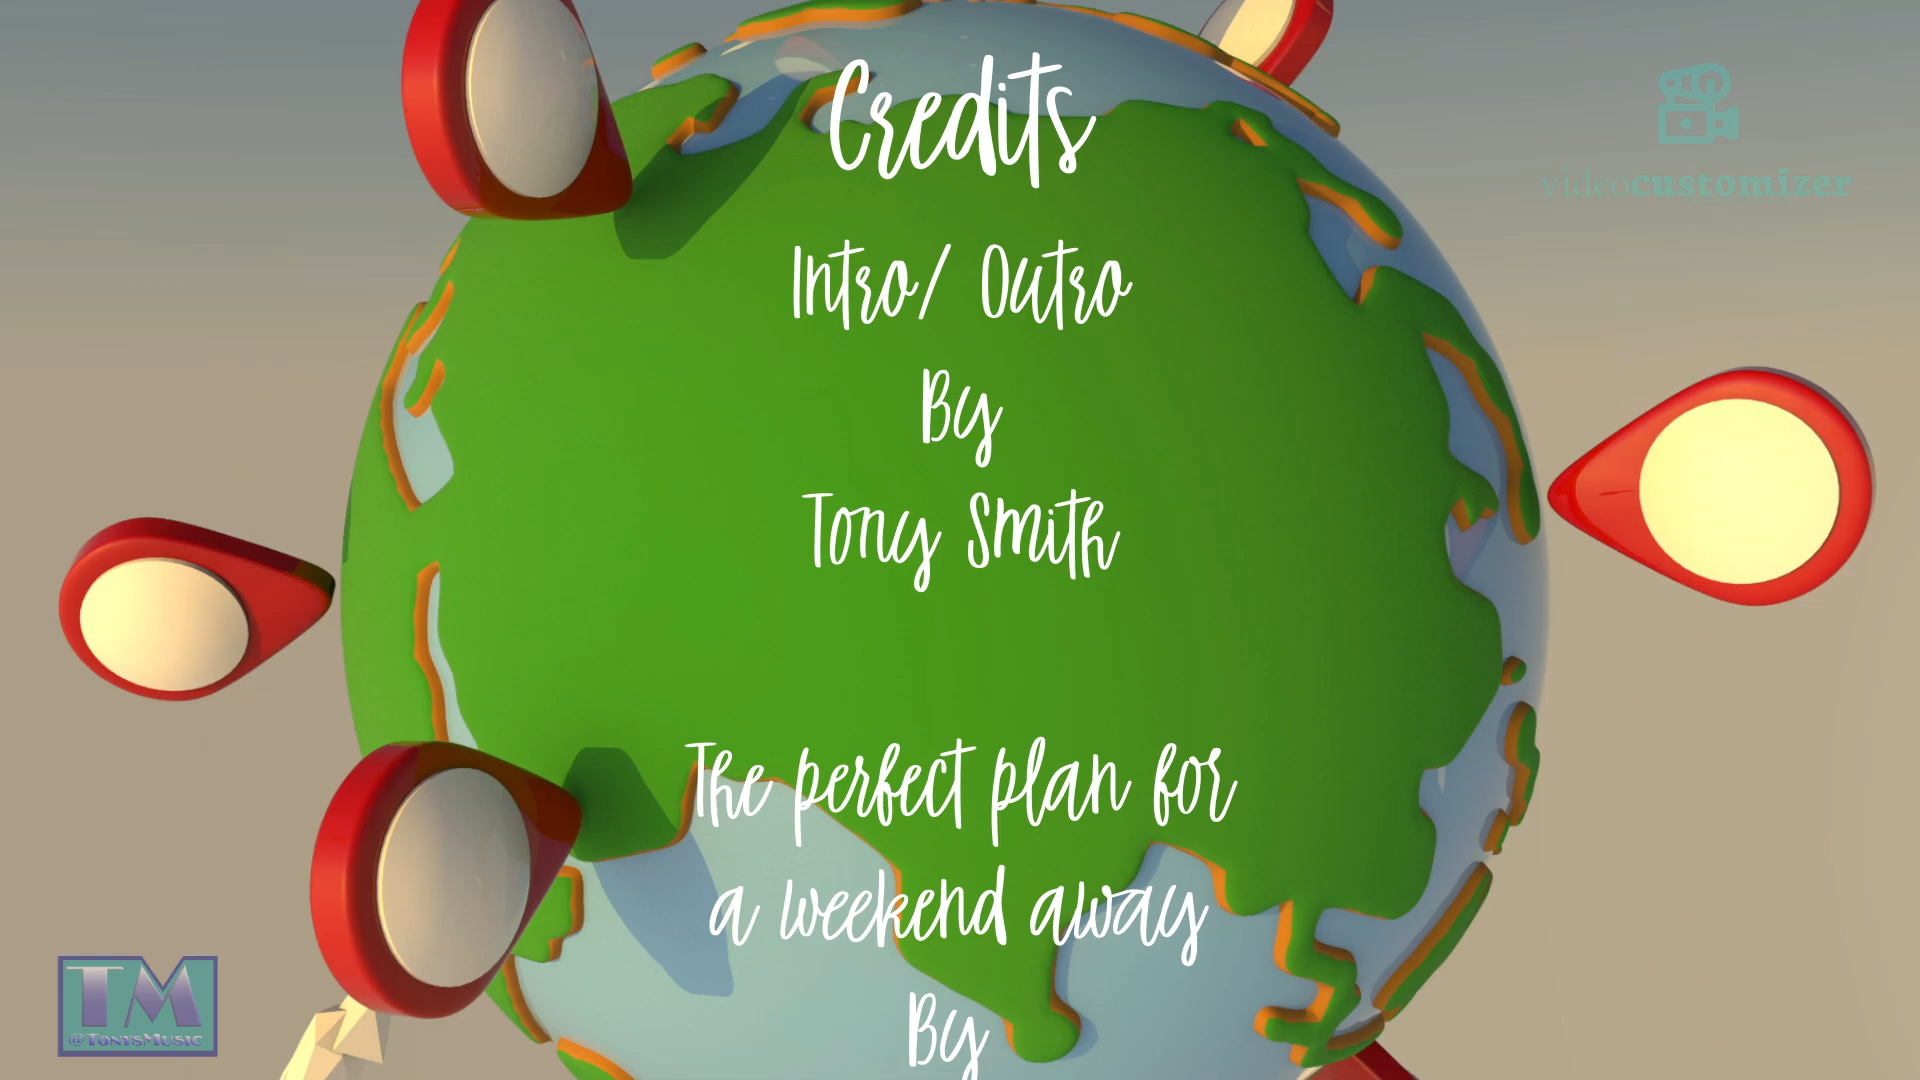 Credits
videocustomizer
Intro/ Outro
By
Tony Smith
The perfect plan for
a weekend away
By
TM
@TonysMusic